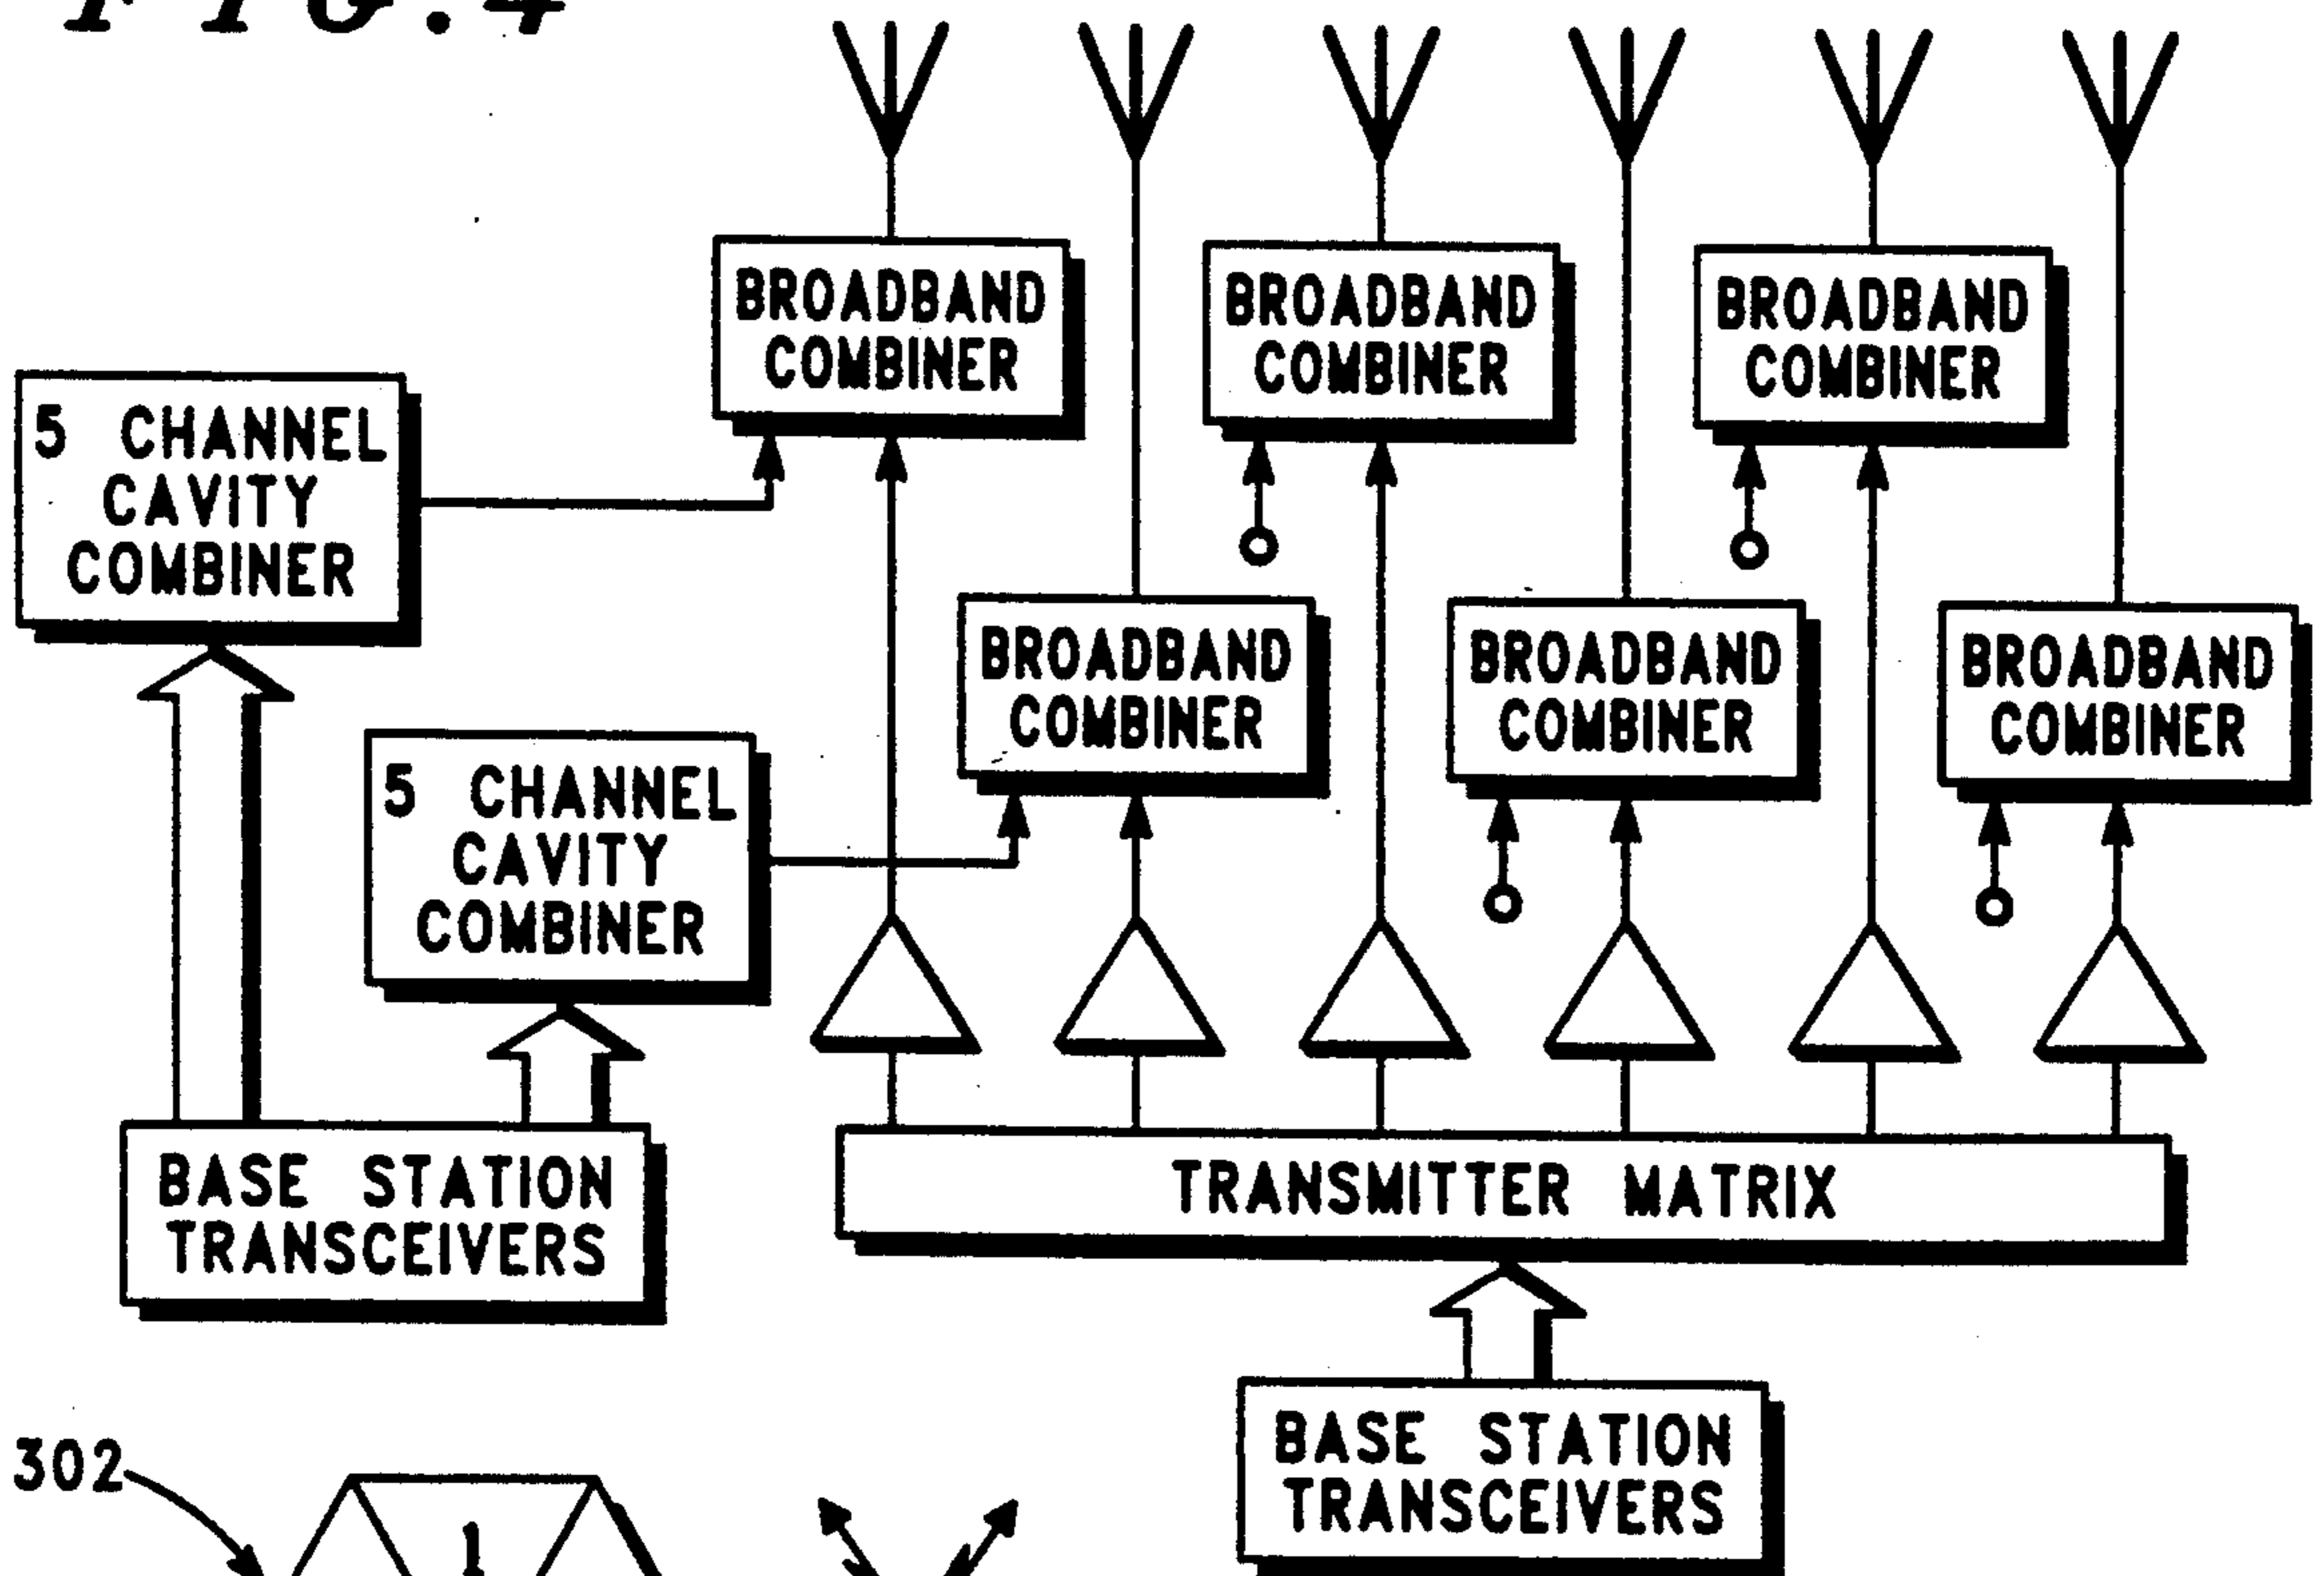 FIG.4
BROADBAND
COMBINER
BROADBAND
COMBINER
BROADBAND
COMBINER
5 CHANNEL
CAVITY
COMBINER
BROADBAND
COMBINER
BROADBAND
COMBINER
BROADBAND
COMBINER
5 CHANNEL
CAVITY
COMBINER
BASE STATION
TRANSCEIVERS
TRANSMITTER MATRIX
BASE STATION
TRANSCEIVERS
302
1